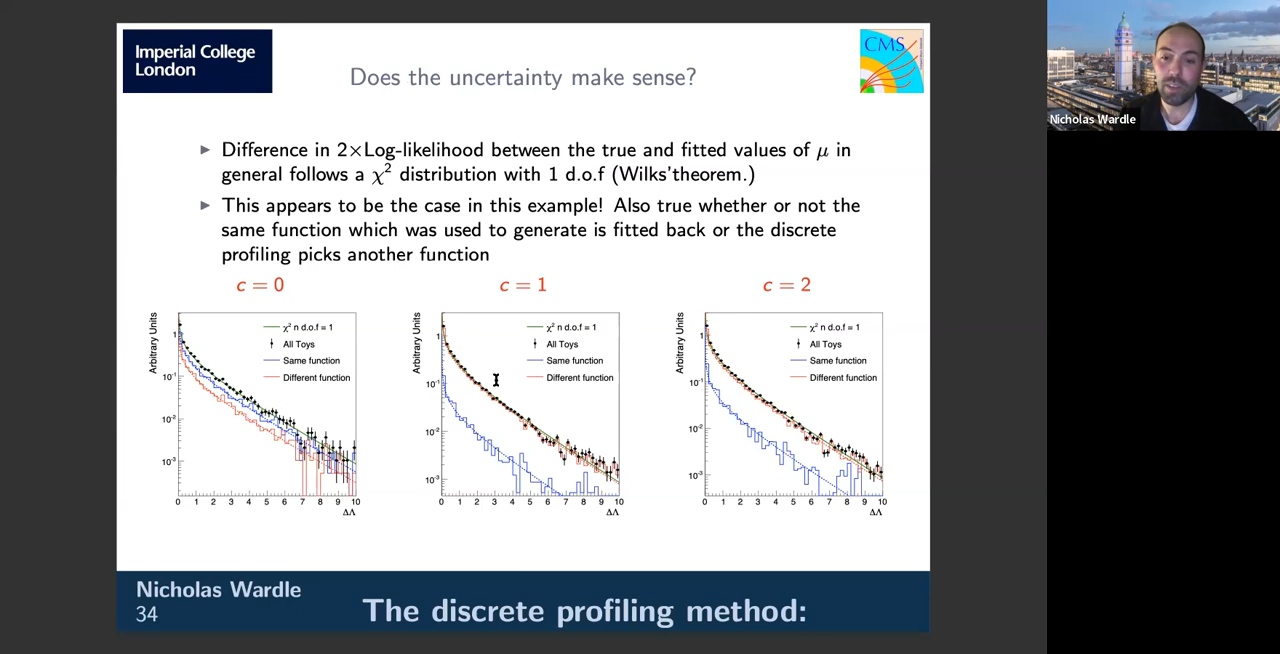 Imperial College
London
Does the uncertainty make sense?
CMS
Nicholas Wardle
▶ Difference in 2×Log-likelihood between the true and fitted values of μ in
general follows a χ² distribution with 1 d.o.f (Wilks'theorem.)
▶ This appears to be the case in this example! Also true whether or not the
same function which was used to generate is fitted back or the discrete
profiling picks another function
c = 0
Arbitrary Units
χ² n d.o.f = 1
All Toys
Same function
Different function
1
10⁻¹
10⁻²
10⁻³
0 1 2 3 4 5 6 7 8 9 10
ΔΛ
c = 1
Arbitrary Units
χ² n d.o.f = 1
All Toys
Same function
Different function
1
10⁻¹
10⁻²
10⁻³
0 1 2 3 4 5 6 7 8 9 10
ΔΛ
c = 2
Arbitrary Units
χ² n d.o.f = 1
All Toys
Same function
Different function
1
10⁻¹
10⁻²
10⁻³
0 1 2 3 4 5 6 7 8 9 10
ΔΛ
Nicholas Wardle
34
The discrete profiling method: